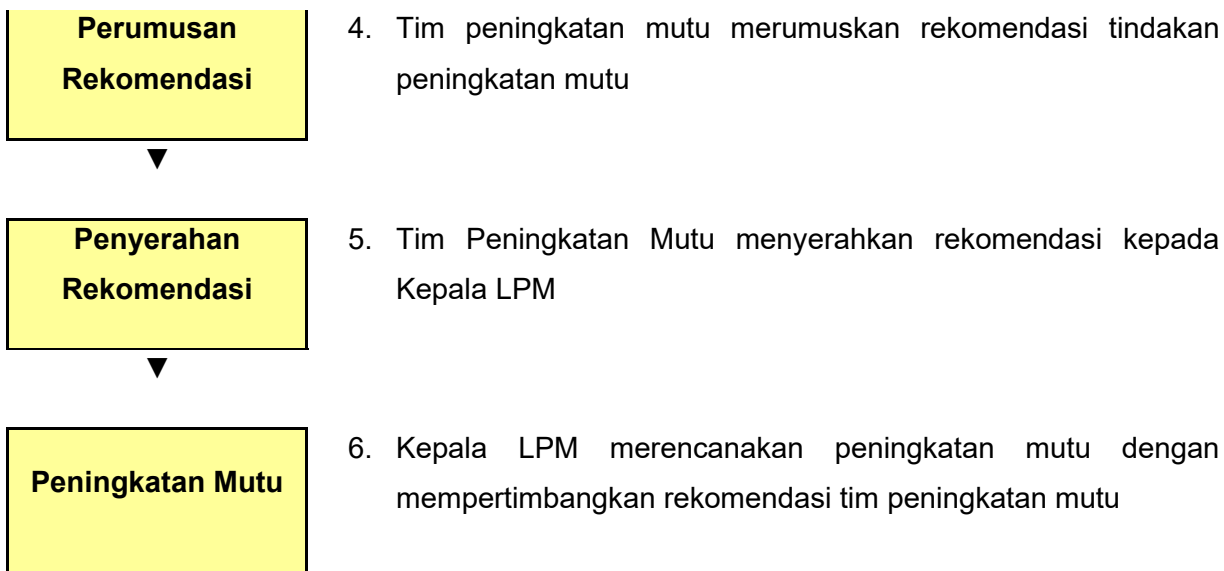 Perumusan
Rekomendasi
4. Tim peningkatan mutu merumuskan rekomendasi tindakan
peningkatan mutu
▼
Penyerahan
Rekomendasi
5. Tim Peningkatan Mutu menyerahkan rekomendasi kepada
Kepala LPM
▼
Peningkatan Mutu
6. Kepala LPM merencanakan peningkatan mutu dengan
mempertimbangkan rekomendasi tim peningkatan mutu